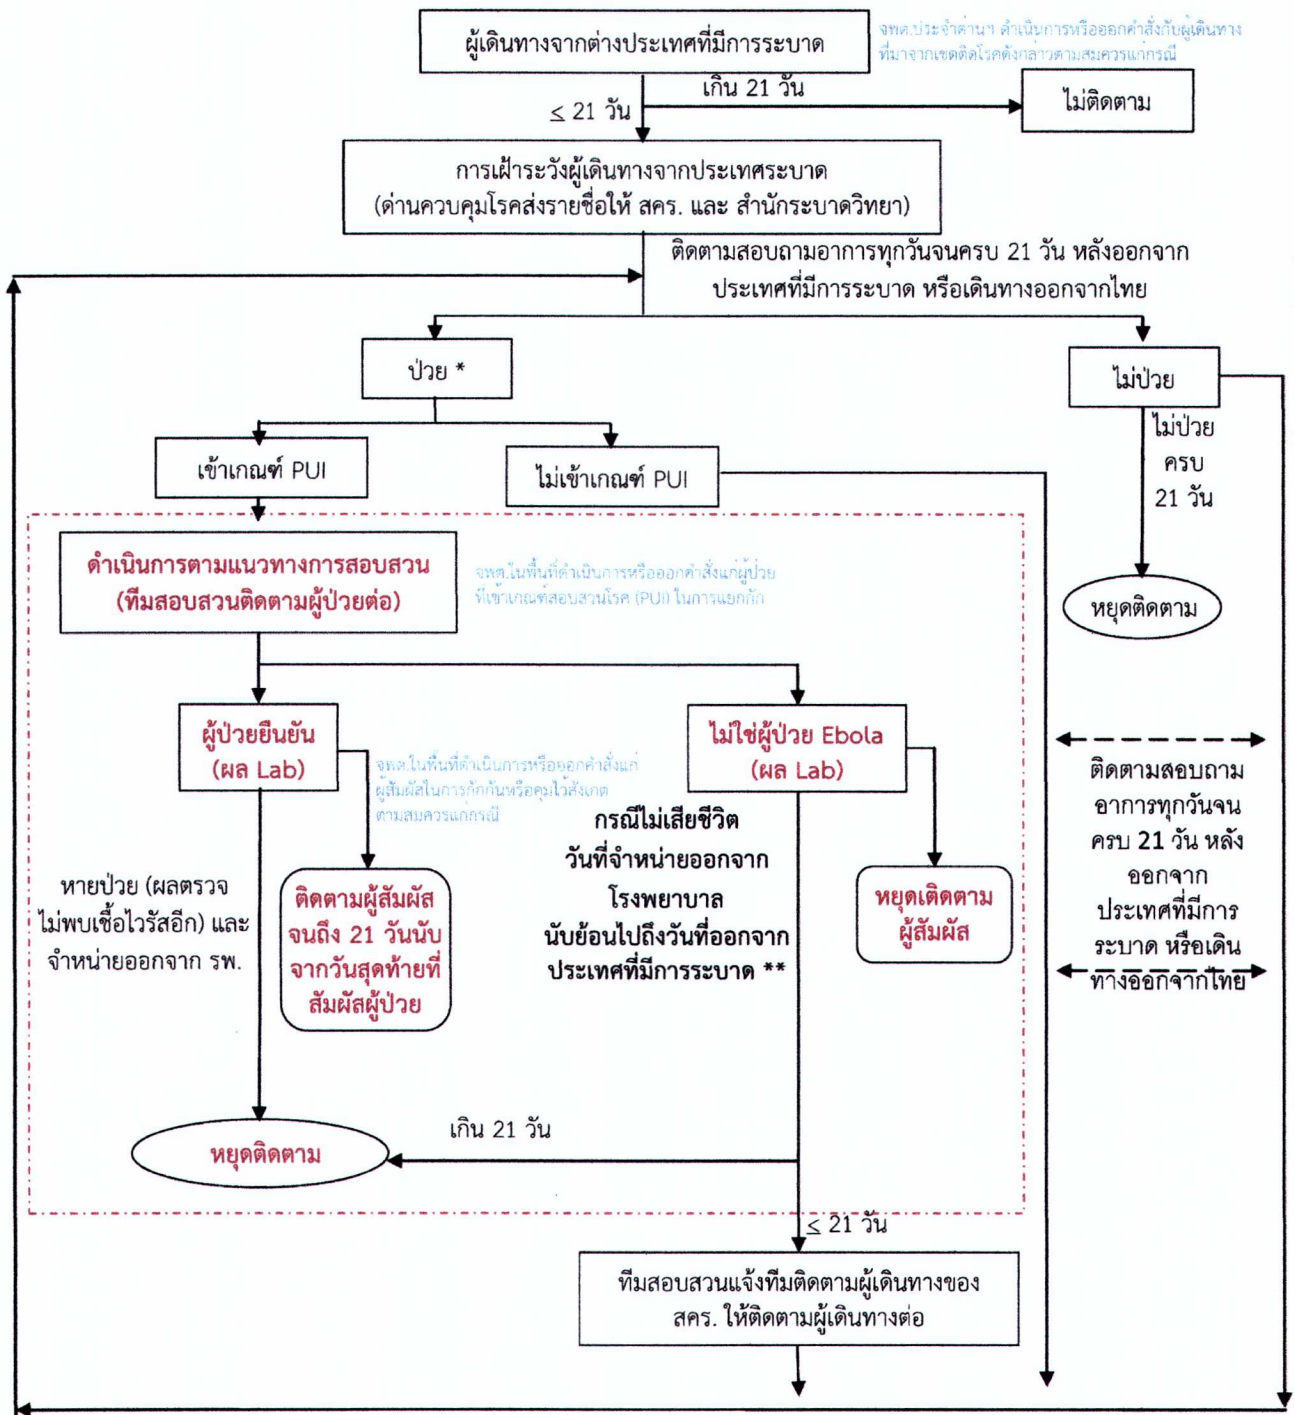 ผู้เดินทางจากต่างประเทศที่มีการระบาด
จพต.ประจำด่านฯ ดำเนินการหรือออกคำสั่งกับผู้เดินทาง
ที่มาจากเขตติดโรคดังกล่าวตามสมควรแก่กรณี
เกิน 21 วัน
ไม่ติดตาม
≤ 21 วัน
การเฝ้าระวังผู้เดินทางจากประเทศระบาด
(ด่านควบคุมโรคส่งรายชื่อให้ สคร. และ สำนักระบาดวิทยา)
ติดตามสอบถามอาการทุกวันจนครบ 21 วัน หลังออกจาก
ประเทศที่มีการระบาด หรือเดินทางออกจากไทย
ป่วย *
ไม่ป่วย
เข้าเกณฑ์ PUI
ไม่เข้าเกณฑ์ PUI
ไม่ป่วย
ครบ
21 วัน
ดำเนินการตามแนวทางการสอบสวน
(ทีมสอบสวนติดตามผู้ป่วยต่อ)
จพต.ในพื้นที่ดำเนินการหรือออกคำสั่งแก่ผู้ป่วย
ที่เข้าเกณฑ์สอบสวนโรค (PUI) ในการแยกกัก
หยุดติดตาม
ผู้ป่วยยืนยัน
(ผล Lab)
ไม่ใช่ผู้ป่วย Ebola
(ผล Lab)
จพต.ในพื้นที่ดำเนินการหรือออกคำสั่งแก่
ผู้สัมผัสในการกักกันหรือคุมไว้สังเกต
ตามสมควรแก่กรณี
กรณีไม่เสียชีวิต
วันที่จำหน่ายออกจาก
โรงพยาบาล
นับย้อนไปถึงวันที่ออกจาก
ประเทศที่มีการระบาด **
หยุดเติดตาม
ผู้สัมผัส
ติดตามสอบถาม
อาการทุกวันจน
ครบ 21 วัน หลัง
ออกจาก
ประเทศที่มีการ
ระบาด หรือเดิน
ทางออกจากไทย
หายป่วย (ผลตรวจ
ไม่พบเชื้อไวรัสอีก) และ
จำหน่ายออกจาก รพ.
ติดตามผู้สัมผัส
จนถึง 21 วันนับ
จากวันสุดท้ายที่
สัมผัสผู้ป่วย
เกิน 21 วัน
หยุดติดตาม
≤ 21 วัน
ทีมสอบสวนแจ้งทีมติดตามผู้เดินทางของ
สคร. ให้ติดตามผู้เดินทางต่อ